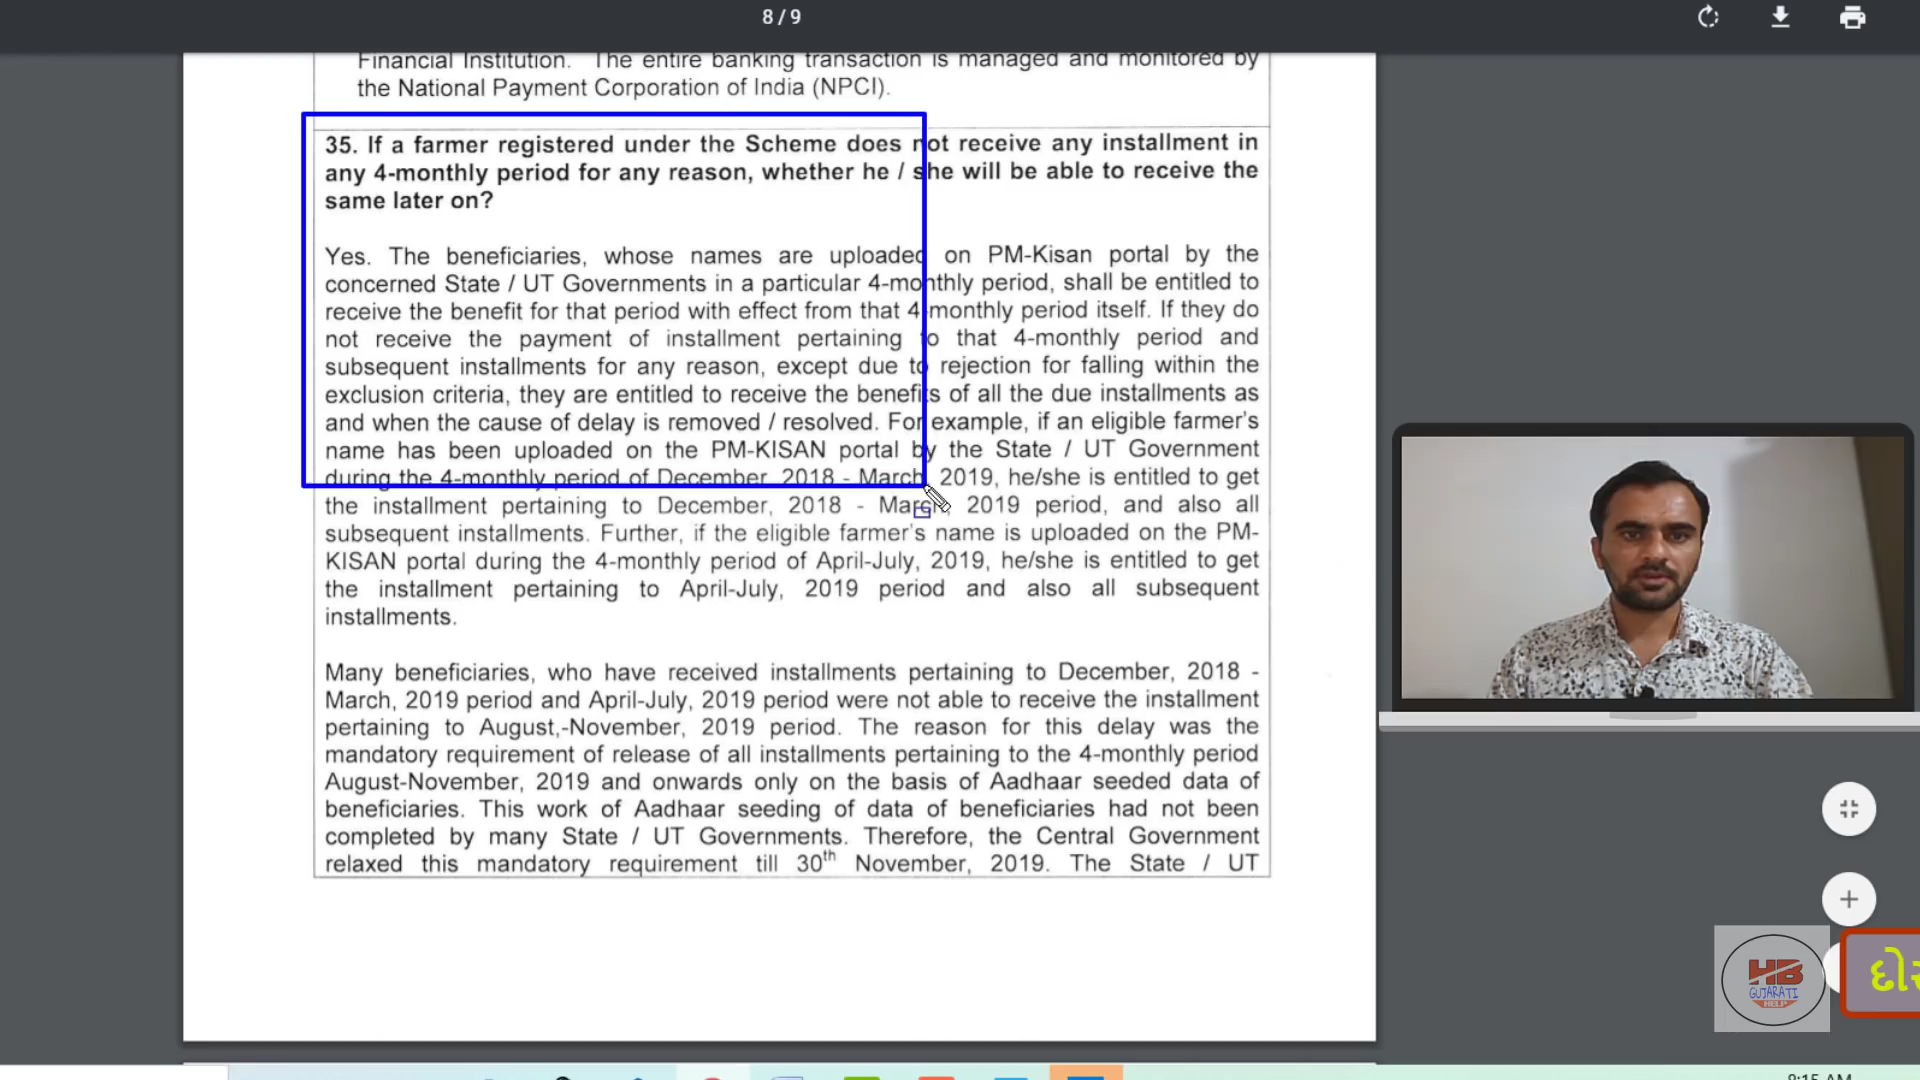 8 / 9
Financial Institution. The entire banking transaction is managed and monitored by
the National Payment Corporation of India (NPCI).
35. If a farmer registered under the Scheme does not receive any installment in
any 4-monthly period for any reason, whether he / she will be able to receive the
same later on?
Yes. The beneficiaries, whose names are uploaded on PM-Kisan portal by the
concerned State / UT Governments in a particular 4-monthly period, shall be entitled to
receive the benefit for that period with effect from that 4-monthly period itself. If they do
not receive the payment of installment pertaining to that 4-monthly period and
subsequent installments for any reason, except due to rejection for falling within the
exclusion criteria, they are entitled to receive the benefits of all the due installments as
and when the cause of delay is removed / resolved. For example, if an eligible farmer's
name has been uploaded on the PM-KISAN portal by the State / UT Government
during the 4-monthly period of December, 2018 - March, 2019, he/she is entitled to get
the installment pertaining to December, 2018 - March, 2019 period, and also all
subsequent installments. Further, if the eligible farmer's name is uploaded on the PM-
KISAN portal during the 4-monthly period of April-July, 2019, he/she is entitled to get
the installment pertaining to April-July, 2019 period and also all subsequent
installments.
Many beneficiaries, who have received installments pertaining to December, 2018 -
March, 2019 period and April-July, 2019 period were not able to receive the installment
pertaining to August,-November, 2019 period. The reason for this delay was the
mandatory requirement of release of all installments pertaining to the 4-monthly period
August-November, 2019 and onwards only on the basis of Aadhaar seeded data of
beneficiaries. This work of Aadhaar seeding of data of beneficiaries had not been
completed by many State / UT Governments. Therefore, the Central Government
relaxed this mandatory requirement till 30th November, 2019. The State / UT
HB
GUJARATI
HELP